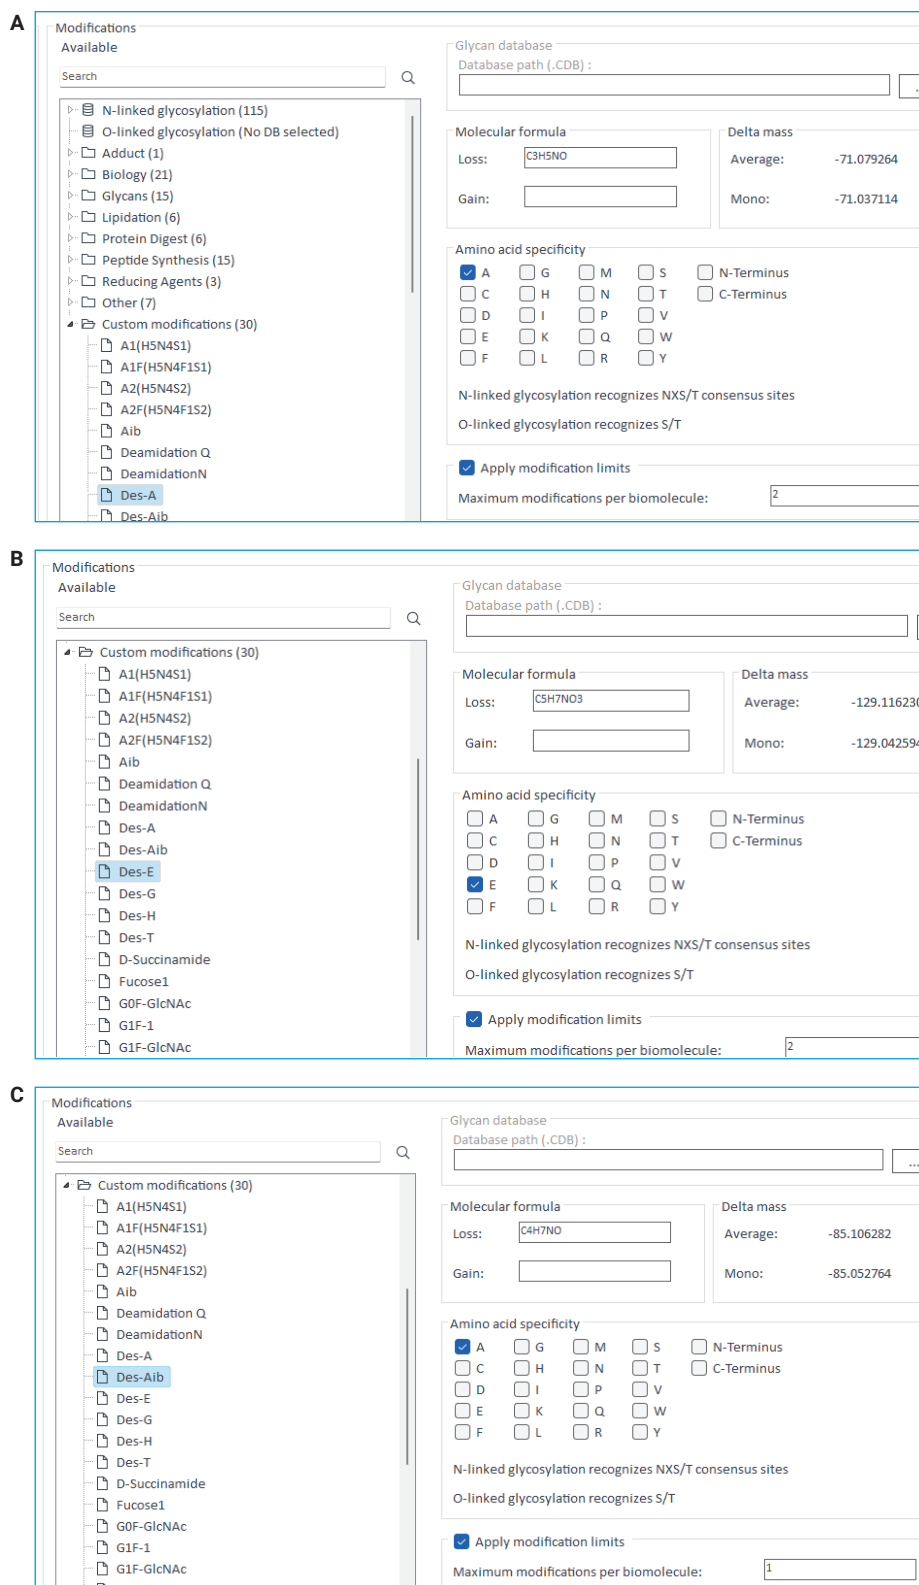 A
Modifications
Available
Search
N-linked glycosylation (115)
O-linked glycosylation (No DB selected)
Adduct (1)
Biology (21)
Glycans (15)
Lipidation (6)
Protein Digest (6)
Peptide Synthesis (15)
Reducing Agents (3)
Other (7)
Custom modifications (30)
A1(H5N4S1)
A1F(H5N4F1S1)
A2(H5N4S2)
A2F(H5N4F1S2)
Aib
Deamidation Q
DeamidationN
Des-A
Des-Aib
Glycan database
Database path (.CDB) :
...
Molecular formula
Loss: C3H5NO
Gain:
Delta mass
Average: -71.079264
Mono: -71.037114
Amino acid specificity
A G M S N-Terminus
C H N T C-Terminus
D I P V
E K Q W
F L R Y
N-linked glycosylation recognizes NXS/T consensus sites
O-linked glycosylation recognizes S/T
Apply modification limits
Maximum modifications per biomolecule: 2
B
Modifications
Available
Search
Custom modifications (30)
A1(H5N4S1)
A1F(H5N4F1S1)
A2(H5N4S2)
A2F(H5N4F1S2)
Aib
Deamidation Q
DeamidationN
Des-A
Des-Aib
Des-E
Des-G
Des-H
Des-T
D-Succinamide
Fucose1
G0F-GlcNAc
G1F-1
G1F-GlcNAc
Glycan database
Database path (.CDB) :
Molecular formula
Loss: C5H7NO3
Gain:
Delta mass
Average: -129.116230
Mono: -129.042594
Amino acid specificity
A G M S N-Terminus
C H N T C-Terminus
D I P V
E K Q W
F L R Y
N-linked glycosylation recognizes NXS/T consensus sites
O-linked glycosylation recognizes S/T
Apply modification limits
Maximum modifications per biomolecule: 2
C
Modifications
Available
Search
Custom modifications (30)
A1(H5N4S1)
A1F(H5N4F1S1)
A2(H5N4S2)
A2F(H5N4F1S2)
Aib
Deamidation Q
DeamidationN
Des-A
Des-Aib
Des-E
Des-G
Des-H
Des-T
D-Succinamide
Fucose1
G0F-GlcNAc
G1F-1
G1F-GlcNAc
Glycan database
Database path (.CDB) :
...
Molecular formula
Loss: C4H7NO
Gain:
Delta mass
Average: -85.106282
Mono: -85.052764
Amino acid specificity
A G M S N-Terminus
C H N T C-Terminus
D I P V
E K Q W
F L R Y
N-linked glycosylation recognizes NXS/T consensus sites
O-linked glycosylation recognizes S/T
Apply modification limits
Maximum modifications per biomolecule: 1